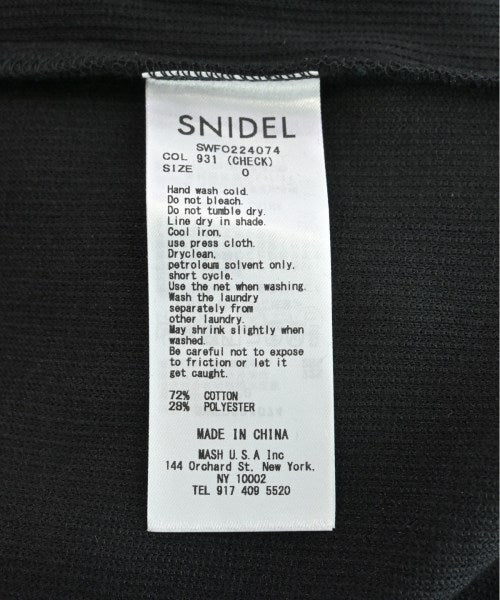 SNIDEL
SWFO224074
COL 931 (CHECK)
SIZE 0
Hand wash cold.
Do not bleach.
Do not tumble dry.
Line dry in shade.
Cool iron,
use press cloth.
Dryclean,
petroleum solvent only.
short cycle.
Use the net when washing.
Wash the laundry
separately from
other laundry.
May shrink slightly when
washed.
Be careful not to expose
to friction or let it
get caught.
72% COTTON
28% POLYESTER
MADE IN CHINA
MASH U.S.A Inc
144 Orchard St. New York.
NY 10002
TEL 917 409 5520